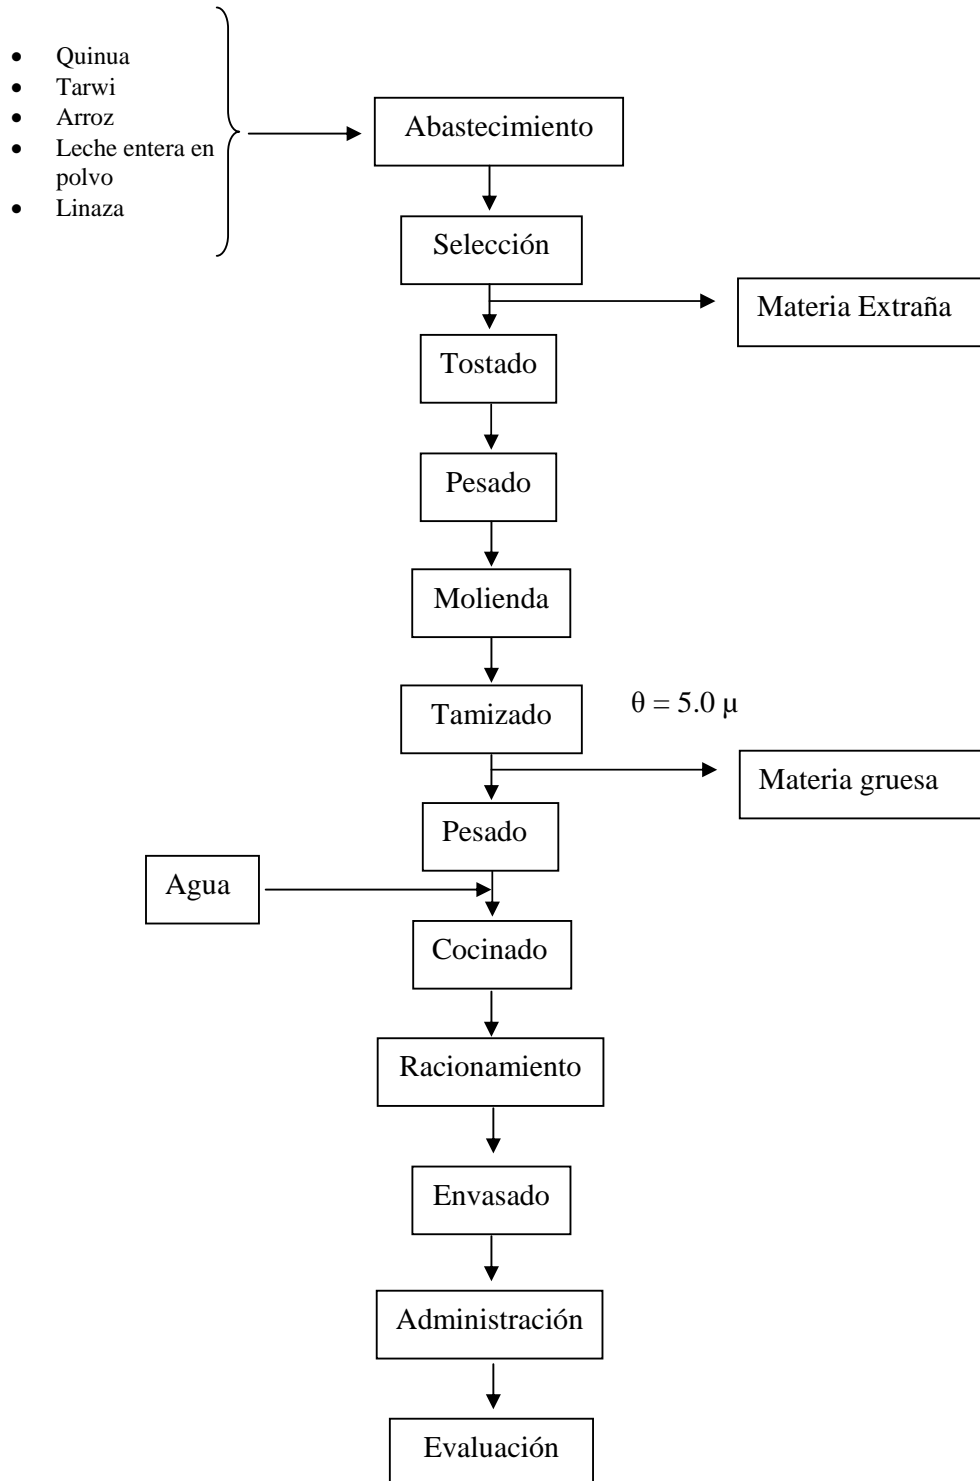 • Quinua
• Tarwi
• Arroz
• Leche entera en
polvo
• Linaza
Abastecimiento
Selección
Materia Extraña
Tostado
Pesado
Molienda
Tamizado
θ = 5.0 μ
Materia gruesa
Pesado
Agua
Cocinado
Racionamiento
Envasado
Administración
Evaluación